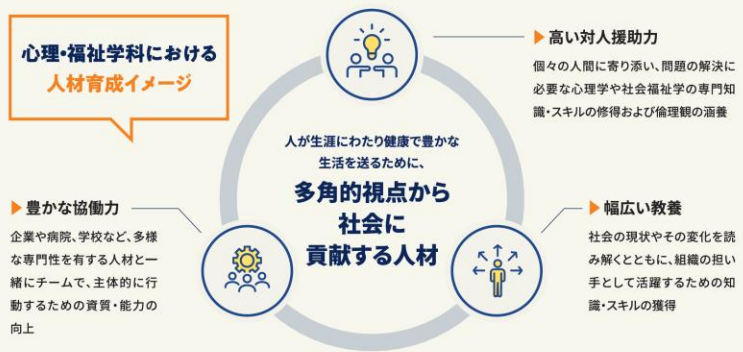 心理・福祉学科における
人材育成イメージ
▶高い対人援助力
個々の人間に寄り添い、問題の解決に
必要な心理学や社会福祉学の専門知
識・スキルの修得および倫理観の涵養
人が生涯にわたり健康で豊かな
生活を送るために、
多角的視点から
社会に
貢献する人材
▶豊かな協働力
企業や病院、学校など、多様
な専門性を有する人材と一
緒にチームで、主体的に行
動するための資質・能力の
向上
▶幅広い教養
社会の現状やその変化を読
み解くとともに、組織の担い
手として活躍するための知
識・スキルの獲得